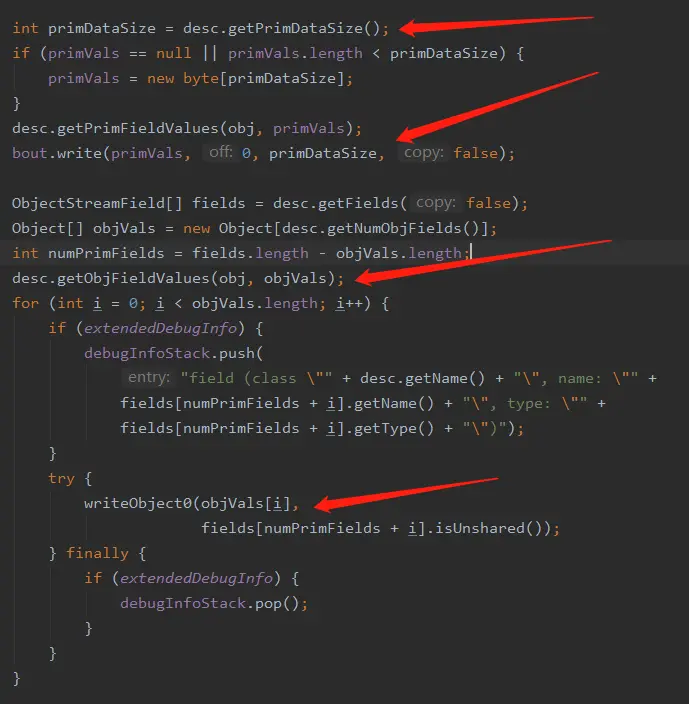 int primDataSize = desc.getPrimDataSize();
if (primVals == null || primVals.length < primDataSize) {
    primVals = new byte[primDataSize];
}
desc.getPrimFieldValues(obj, primVals);
bout.write(primVals, off: 0, primDataSize, copy: false);

ObjectStreamField[] fields = desc.getFields( copy: false);
Object[] objVals = new Object[desc.getNumObjFields()];
int numPrimFields = fields.length - objVals.length;
desc.getObjFieldValues(obj, objVals);
for (int i = 0; i < objVals.length; i++) {
    if (extendedDebugInfo) {
        debugInfoStack.push(
            entry: "field (class \"" + desc.getName() + "\", name: \"" +
            fields[numPrimFields + i].getName() + "\", type: \"" +
            fields[numPrimFields + i].getType() + "\")");
    }
    try {
        writeObject0(objVals[i],
                     fields[numPrimFields + i].isUnshared());
    } finally {
        if (extendedDebugInfo) {
            debugInfoStack.pop();
        }
    }
}